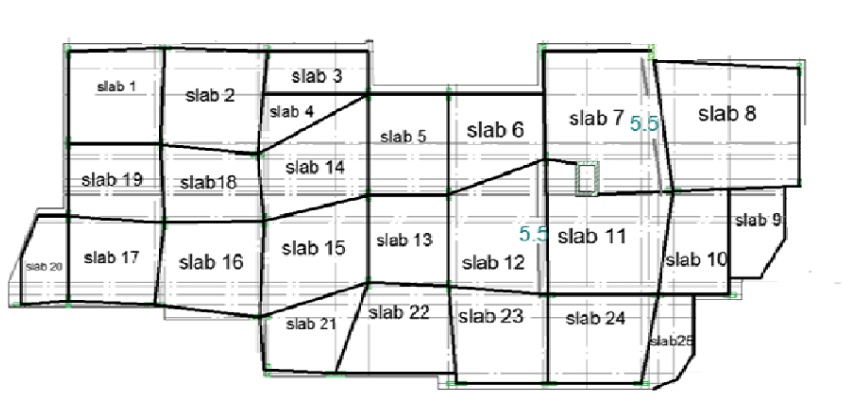 slab 1
slab 2
slab 3
slab 4
slab 5
slab 6
slab 7
5.5
slab 8
slab 19
slab18
slab 14
slab 9
slab 20
slab 17
slab 16
slab 15
slab 13
slab 12
5.5
slab 11
slab 10
slab 21
slab 22
slab 23
slab 24
slab25